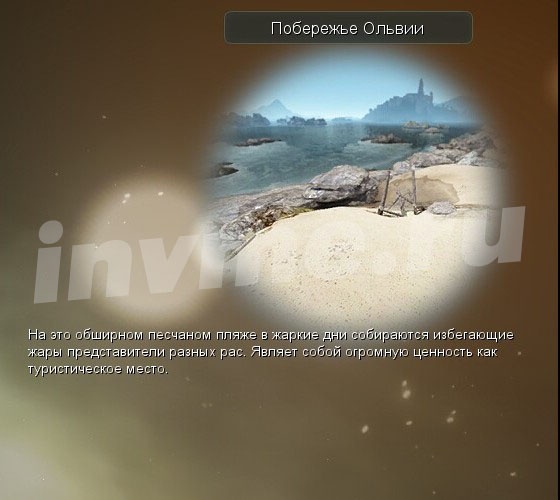 Побережье Ольвии
На это обширном песчаном пляже в жаркие дни собираются избегающие
жары представители разных рас. Являет собой огромную ценность как
туристическое место.